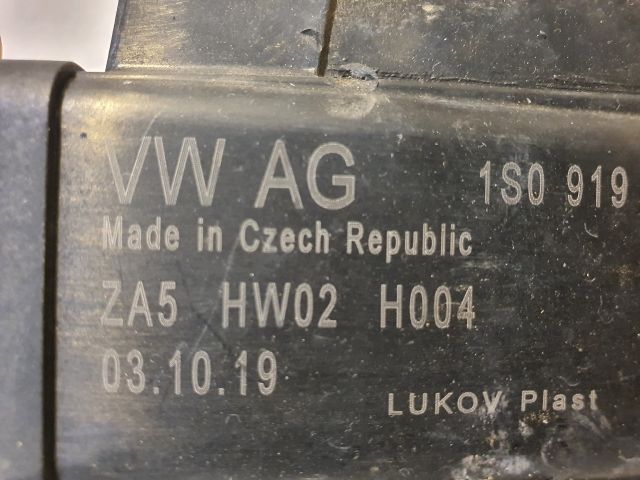 VW AG 1S0 919
Made in Czech Republic
ZA5 HW02 H004
03.10.19
LUKOV Plast